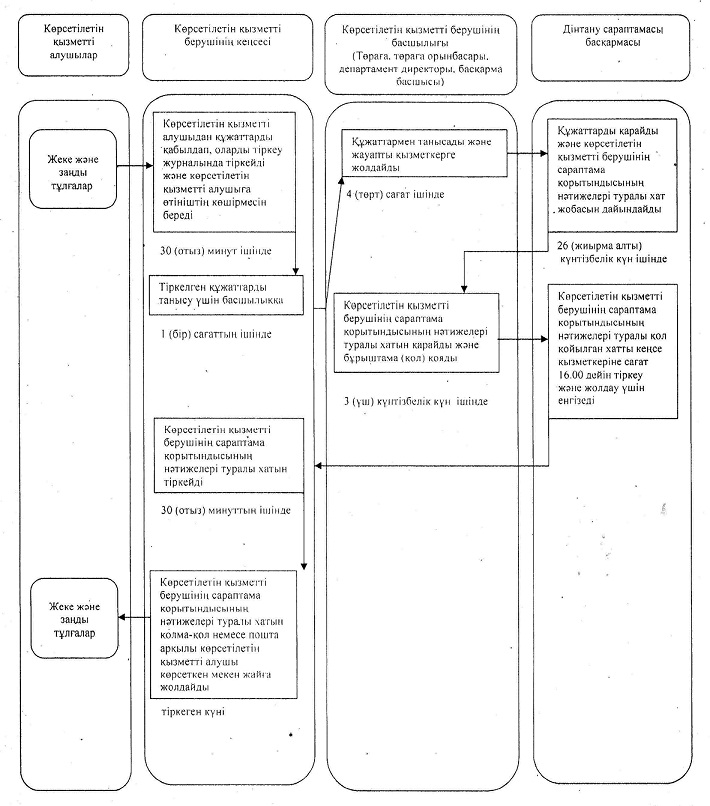 Көрсетілетін
қызметті
алушылар
Көрсетілетін қызметті
берушінің кеңсесі
Көрсетілетін қызметті берушінің
басшылығы
(Төраға, төраға орынбасары,
департамент директоры, басқарма
басшысы)
Дінтану сараптамасы
басқармасы
Жеке және
заңды
тұлғалар
Көрсетілетін қызметті
алушыдан құжаттарды
қабылдап, оларды тіркеу
журналында тіркейді
және көрсетілетін
қызметті алушыға
өтініштің көшірмесін
береді
30 (отыз) минут ішінде
Тіркелген құжаттарды
танысу үшін басшылыққа
1 (бір) сағаттың ішінде
Құжаттармен танысады және
жауапты қызметкерге
жолдайды
4 (төрт) сағат ішінде
Құжаттарды қарайды
және көрсетілетін
қызметті берушінің
сараптама
қорытындысының
нәтижелері туралы хат
жобасын дайындайды
26 (жиырма алты)
күнтізбелік күн ішінде
Көрсетілетін қызметті
берушінің сараптама
қорытындысының нәтижелері
туралы хатын қарайды және
бұрыштама (қол) қояды
3 (үш) күнтізбелік күн ішінде
Көрсетілетін қызметті
берушінің сараптама
қорытындысының
нәтижелері туралы қол
қойылған хатты кеңсе
қызметкеріне сағат
16.00 дейін тіркеу
және жолдау үшін
енгізеді
Көрсетілетін қызметті
берушінің сараптама
қорытындысының
нәтижелері туралы хатын
тіркейді
30 (отыз) минуттың ішінде
Көрсетілетін қызметті
берушінің сараптама
қорытындысының
нәтижелері туралы хатын
қолма-қол немесе пошта
арқылы көрсетілетін
қызметті алушы
көрсеткен мекен жайға
жолдайды
тіркеген күні
Жеке және
заңды
тұлғалар